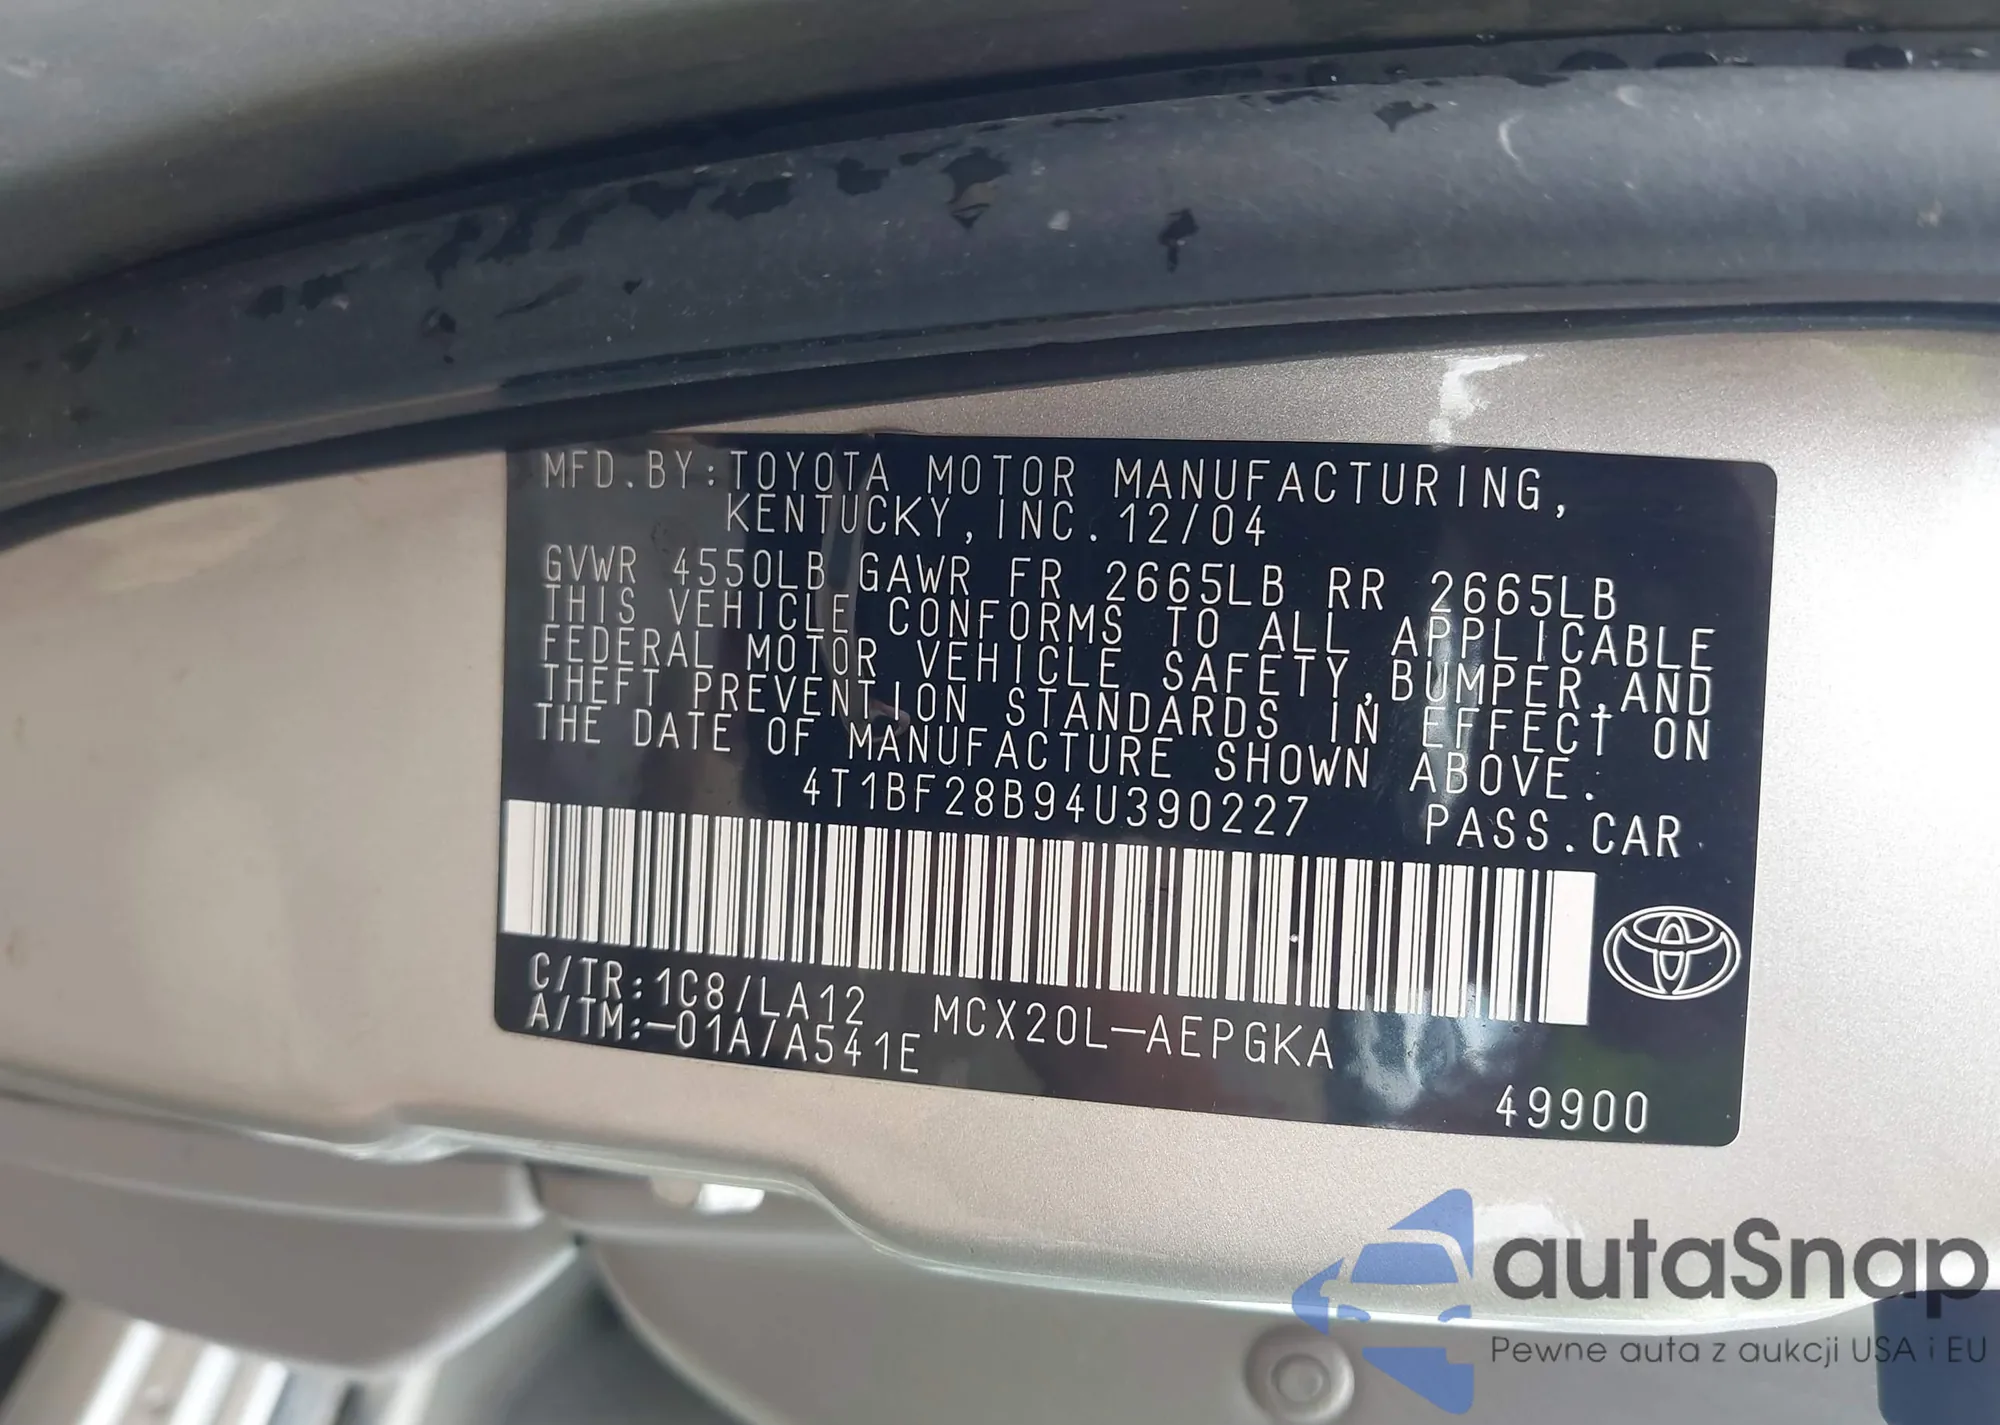 MFD.BY:TOYOTA MOTOR MANUFACTURING,
KENTUCKY,INC.12/04
GVWR 4550LB GAWR FR 2665LB RR 2665LB
THIS VEHICLE CONFORMS TO ALL APPLICABLE
FEDERAL MOTOR VEHICLE SAFETY,BUMPER,AND
THEFT PREVENTION STANDARDS IN EFFECT ON
THE DATE OF MANUFACTURE SHOWN ABOVE.
4T1BF28B94U390227 PASS.CAR
C/TR:1C8/LA12 MCX20L-AEPGKA
A/TM:-01A/A541E
49900
autaSnap
Pewne auta z aukcji USA i EU